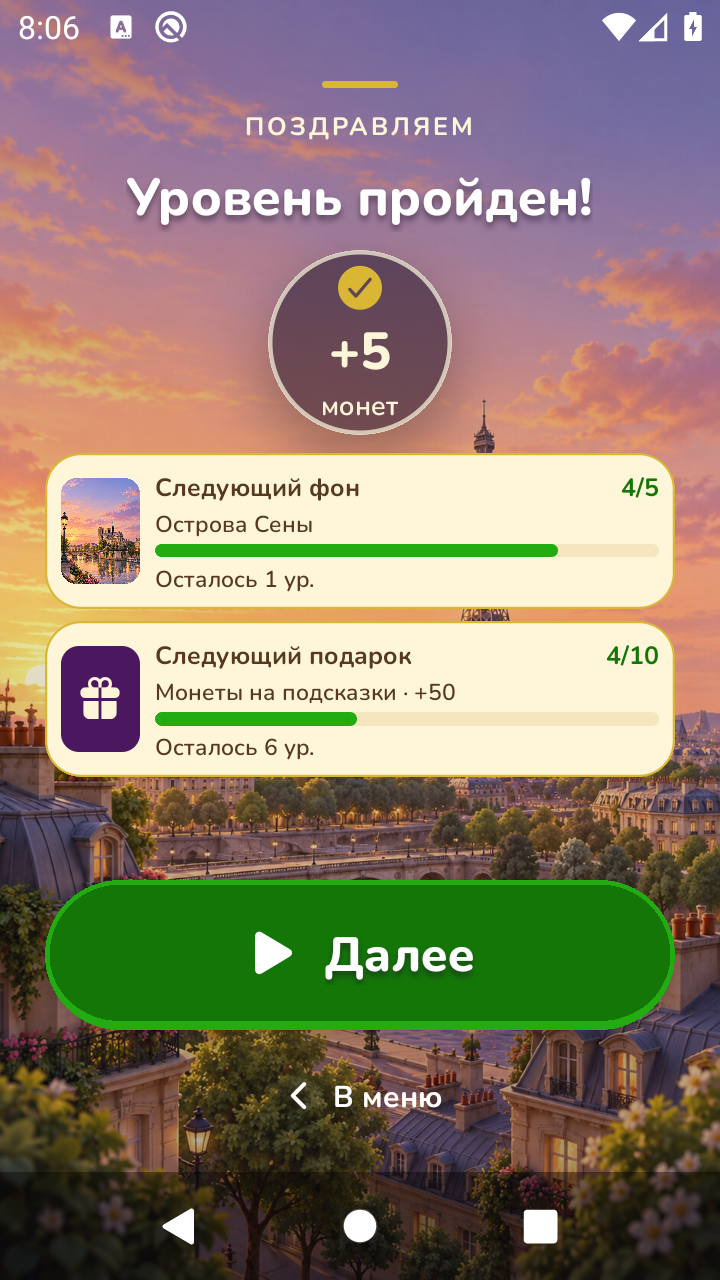 8:06
ПОЗДРАВЛЯЕМ
Уровень пройден!
+5
монет
Следующий фон 4/5
Острова Сены
Осталось 1 ур.
Следующий подарок 4/10
Монеты на подсказки · +50
Осталось 6 ур.
Далее
В меню